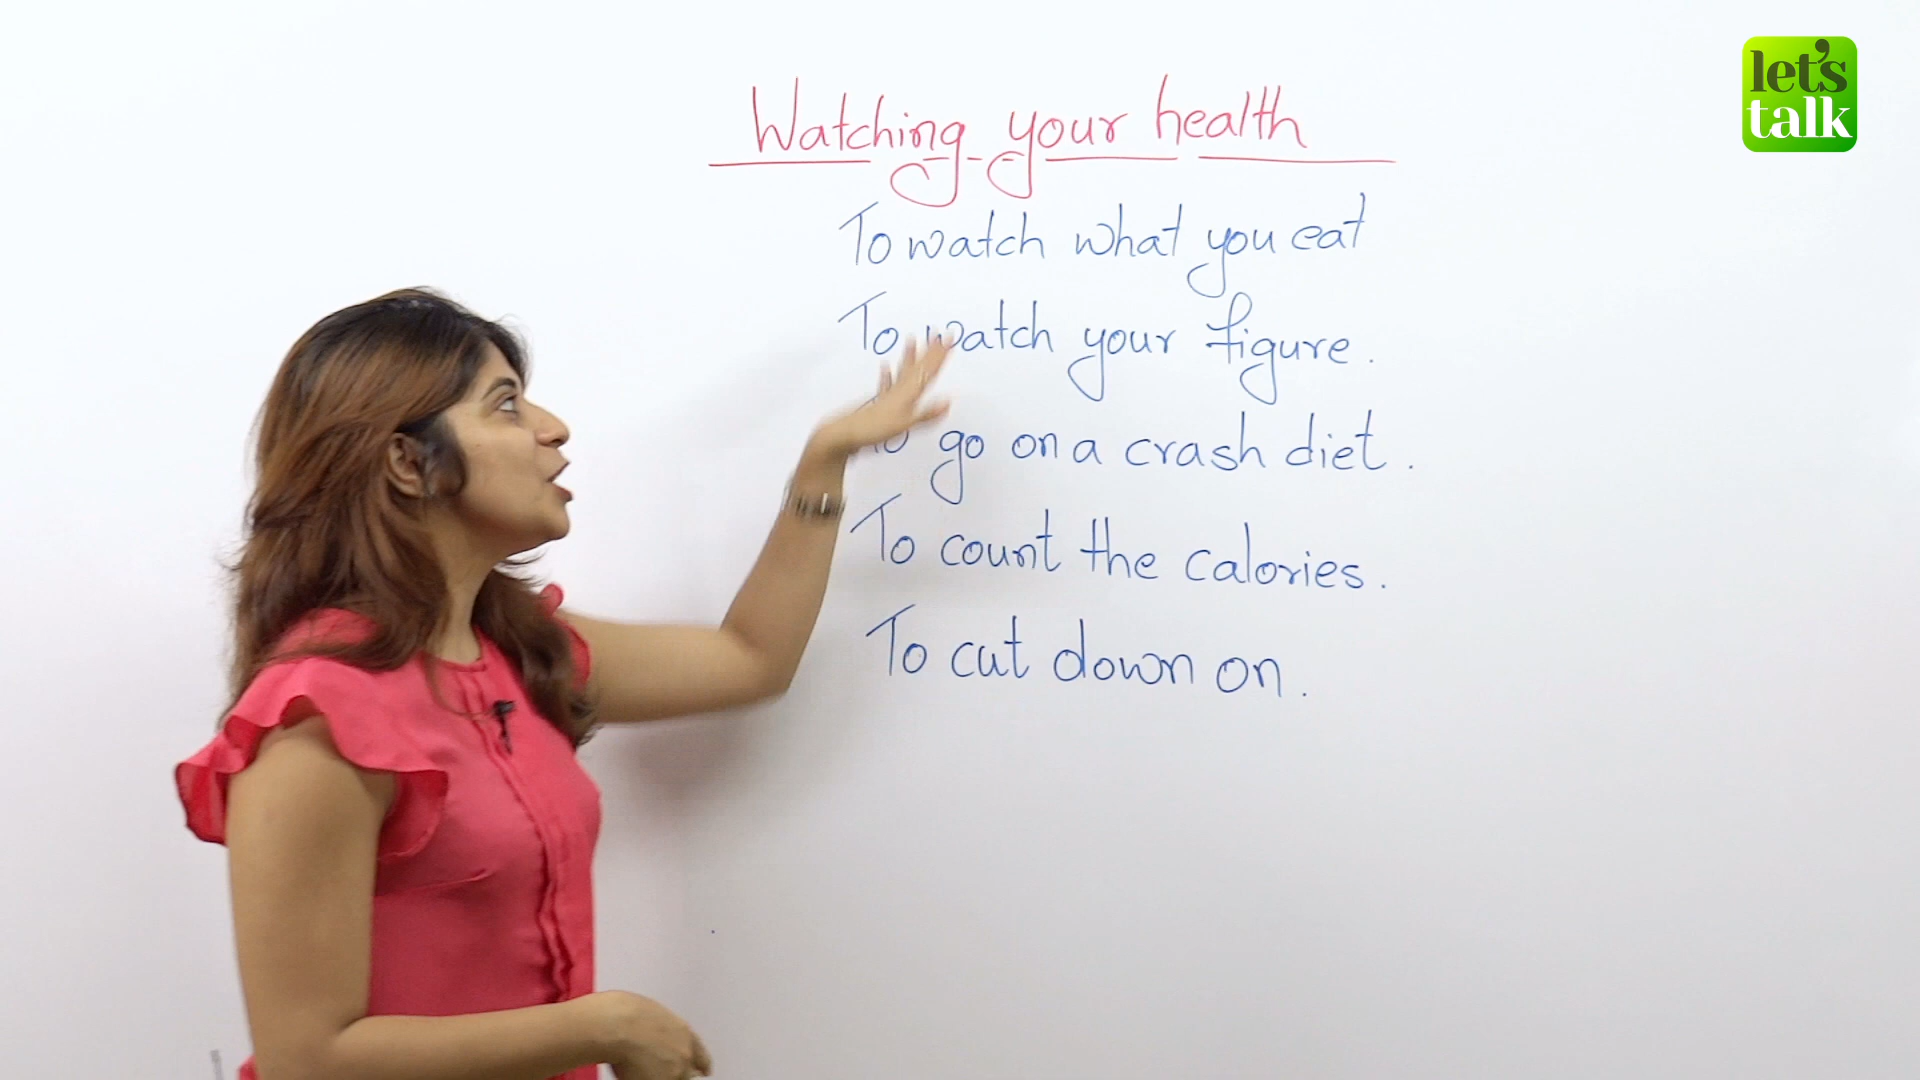 let's
talk
Watching your health
To watch what you eat
To watch your figure.
To go on a crash diet.
To count the calories.
To cut down on.